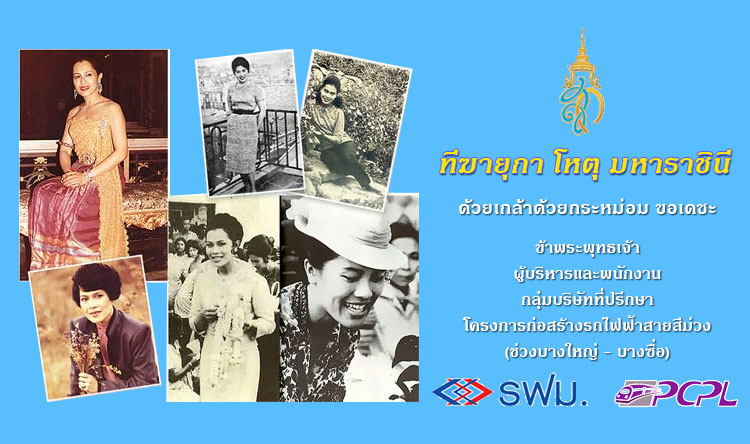 ทีฆายุกา โหตุ มหาราชินี
ด้วยเกล้าด้วยกระหม่อม ขอเดชะ
ข้าพระพุทธเจ้า
ผู้บริหารและพนักงาน
กลุ่มบริษัทที่ปรึกษา
โครงการก่อสร้างรถไฟฟ้าสายสีม่วง
(ช่วงบางใหญ่ - บางซื่อ)
รฟม. PCPL